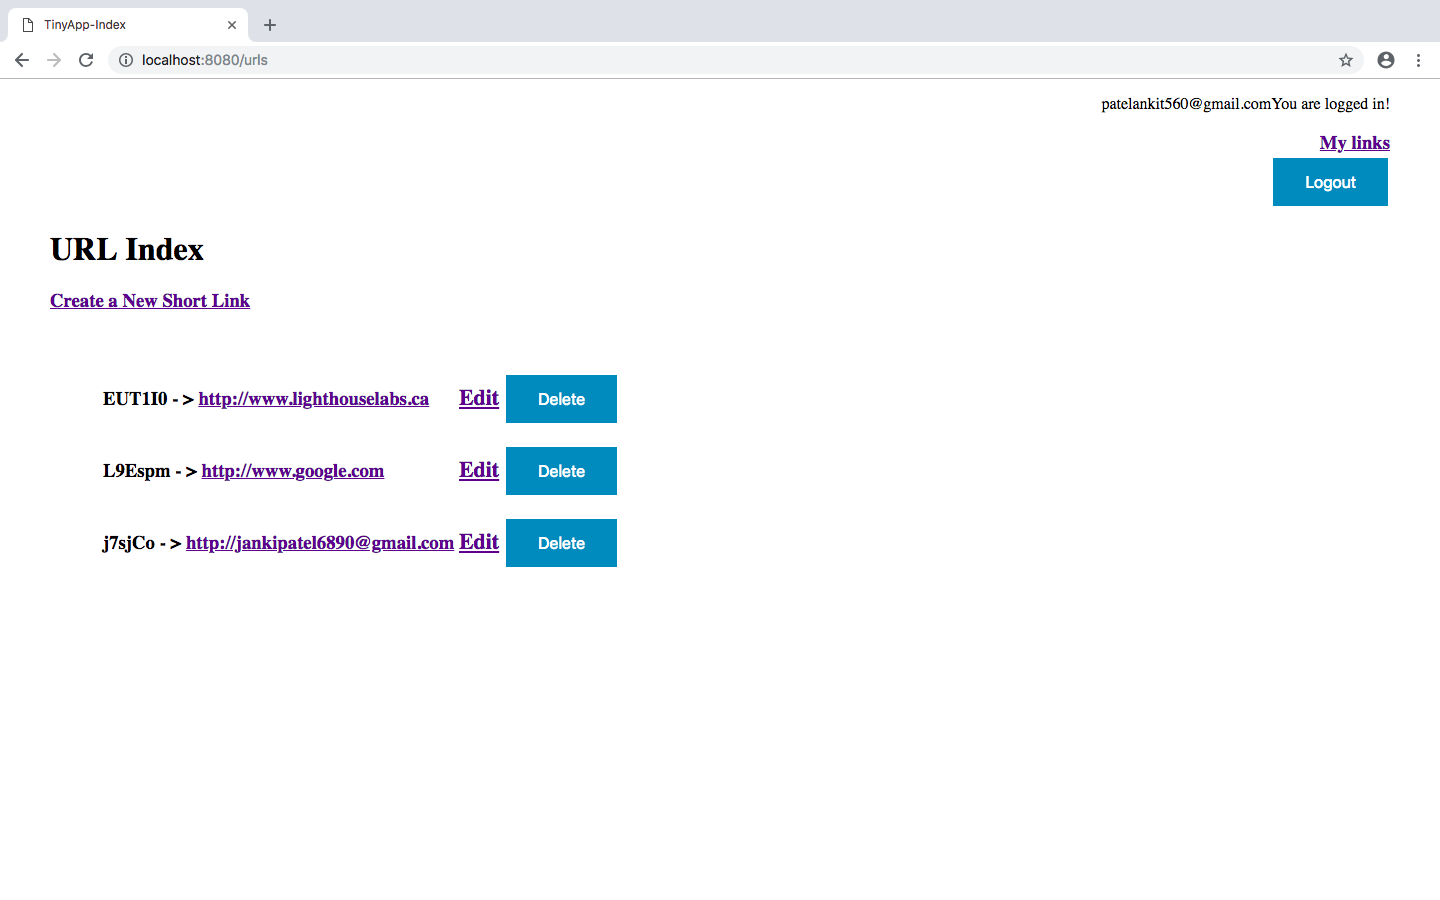 TinyApp-Index
localhost:8080/urls
patelankit560@gmail.comYou are logged in!
My links
Logout
URL Index
Create a New Short Link
EUT1I0 - > http://www.lighthouselabs.ca Edit Delete
L9Espm - > http://www.google.com Edit Delete
j7sjCo - > http://jankipatel6890@gmail.com Edit Delete